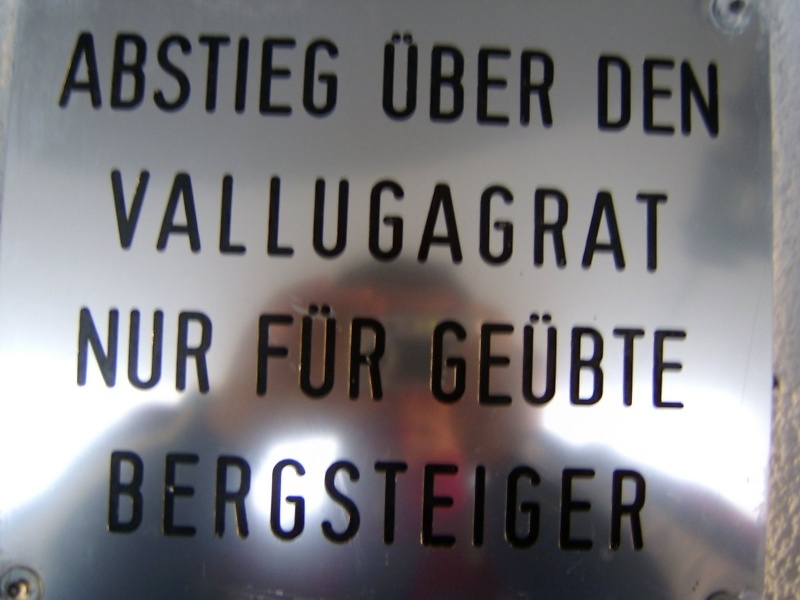 ABSTIEG ÜBER DEN
VALLUGAGRAT
NUR FÜR GEÜBTE
BERGSTEIGER